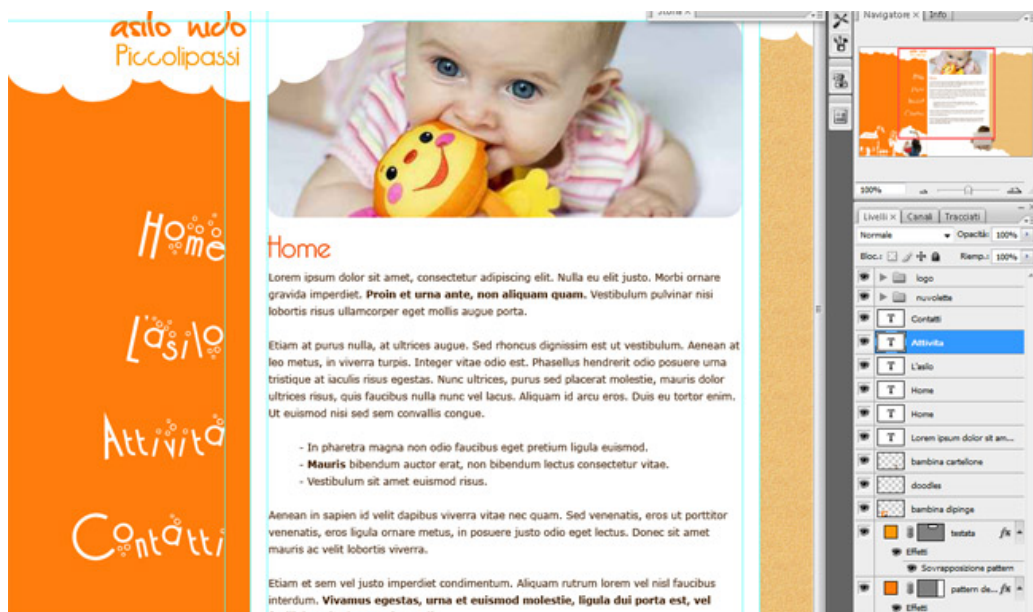 asilo nido
Piccolipassi
Home
L'asilo
Attività
Contatti
Home
Lorem ipsum dolor sit amet, consectetur adipiscing elit. Nulla eu elit justo. Morbi ornare
gravida imperdiet. Proin et urna ante, non aliquam quam. Vestibulum pulvinar nisi
lobortis risus ullamcorper eget mollis augue porta.
Etiam at purus nulla, at ultrices augue. Sed rhoncus dignissim est ut vestibulum. Aenean at
leo metus, in viverra turpis. Integer vitae odio est. Phasellus hendrerit odio posuere urna
tristique at iaculis risus egestas. Nunc ultrices, purus sed placerat molestie, mauris dolor
ultrices risus, quis faucibus nulla nunc vel lacus. Aliquam id arcu eros. Duis eu tortor enim.
Ut euismod nisi sed sem convallis congue.
- In pharetra magna non odio faucibus eget pretium ligula euismod.
- Mauris bibendum auctor erat, non bibendum lectus consectetur vitae.
- Vestibulum sit amet euismod risus.
Aenean in sapien id velit dapibus viverra vitae nec quam. Sed venenatis, eros ut porttitor
venenatis, eros ligula ornare metus, in posuere justo odio eget lectus. Donec sit amet
mauris ac velit lobortis viverra.
Etiam et sem vel justo imperdiet condimentum. Aliquam rutrum lorem vel nisl faucibus
interdum. Vivamus egestas, urna et euismod molestie, ligula dui porta est, vel
Storia ×
Navigatore × Info
100%
Livelli × Canali Tracciati
Normale Opacità: 100%
Bloc.: Riemp.: 100%
logo
nuvolette
T Contatti
T Attivita
T L'asilo
T Home
T Home
T Lorem ipsum dolor sit am...
bambina cartellone
doodles
bambina dipinge
testata fx
Effetti
Sovrapposizione pattern
pattern de... fx
Effetti